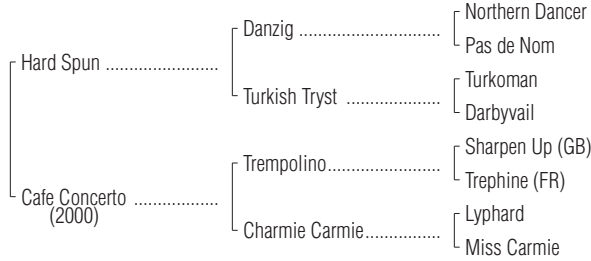 Northern Dancer
Danzig ..............................
Pas de Nom
Hard Spun ........................
Turkoman
Turkish Tryst ....................
Darbyvail
Sharpen Up (GB)
Trempolino........................
Trephine (FR)
Cafe Concerto ..................
(2000)
Lyphard
Charmie Carmie................
Miss Carmie